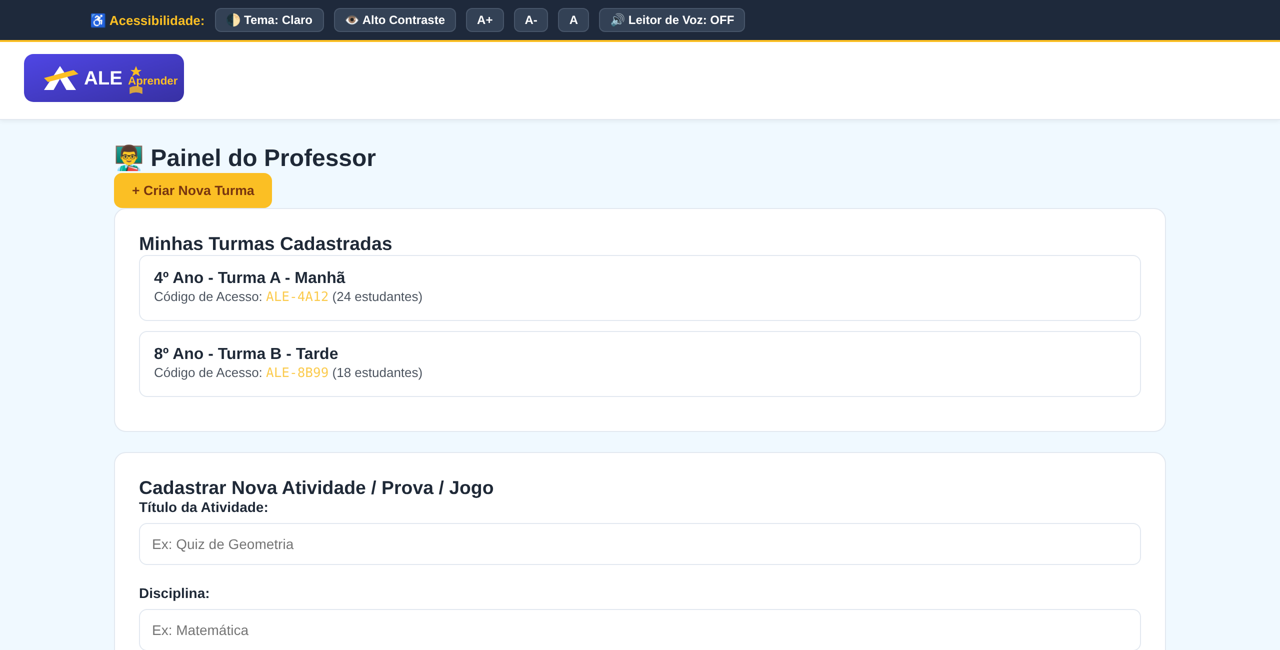 ♿ Acessibilidade: 🌓 Tema: Claro 👁️ Alto Contraste A+ A- A 🔊 Leitor de Voz: OFF
ALE Aprender
👨‍🏫 Painel do Professor
+ Criar Nova Turma
Minhas Turmas Cadastradas
4º Ano - Turma A - Manhã
Código de Acesso: ALE-4A12 (24 estudantes)
8º Ano - Turma B - Tarde
Código de Acesso: ALE-8B99 (18 estudantes)
Cadastrar Nova Atividade / Prova / Jogo
Título da Atividade:
Ex: Quiz de Geometria
Disciplina:
Ex: Matemática